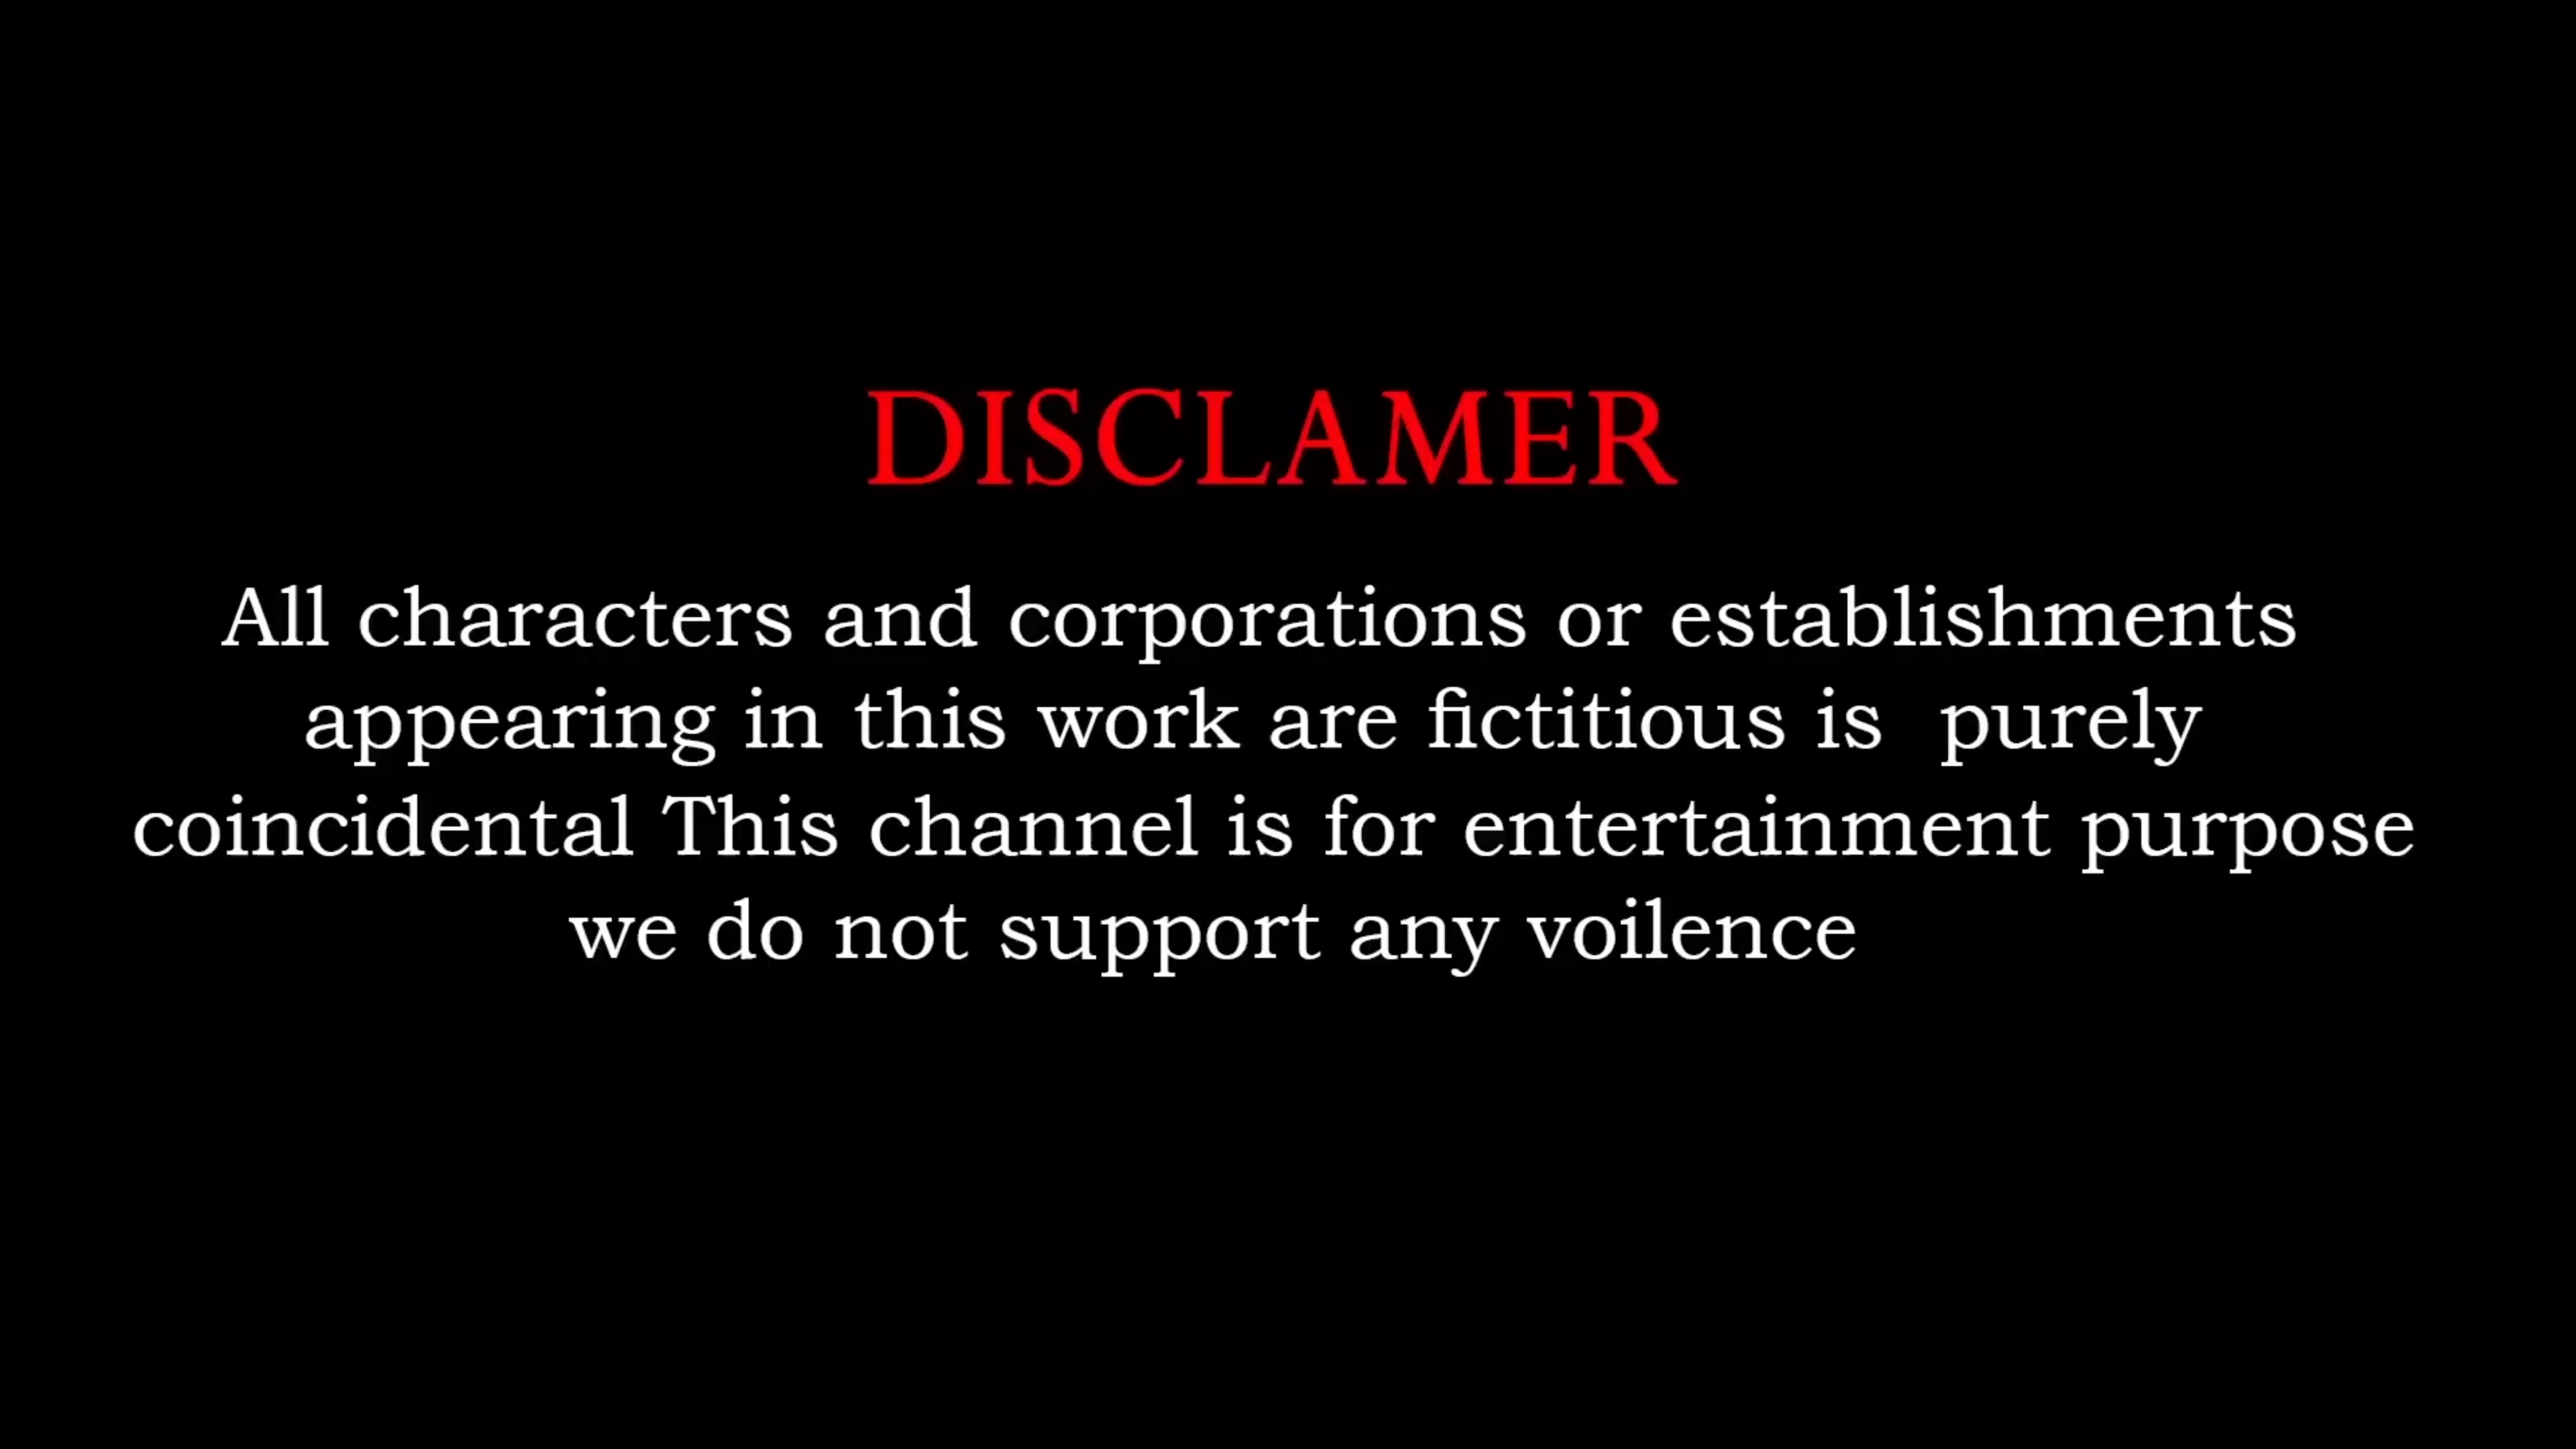 DISCLAMER
All characters and corporations or establishments
appearing in this work are fictitious is  purely
coincidental This channel is for entertainment purpose
we do not support any voilence